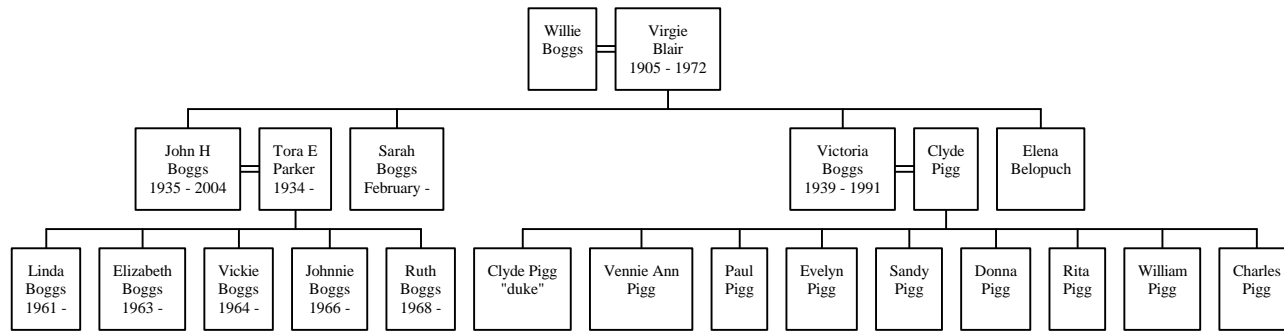 Willie
Boggs
Virgie
Blair
1905 - 1972
John H
Boggs
1935 - 2004
Tora E
Parker
1934 -
Sarah
Boggs
February -
Victoria
Boggs
1939 - 1991
Clyde
Pigg
Elena
Belopuch
Linda
Boggs
1961 -
Elizabeth
Boggs
1963 -
Vickie
Boggs
1964 -
Johnnie
Boggs
1966 -
Ruth
Boggs
1968 -
Clyde Pigg
"duke"
Vennie Ann
Pigg
Paul
Pigg
Evelyn
Pigg
Sandy
Pigg
Donna
Pigg
Rita
Pigg
William
Pigg
Charles
Pigg